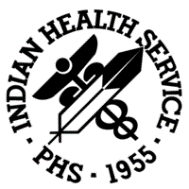 INDIAN HEALTH SERVICE
· PHS · 1955 ·